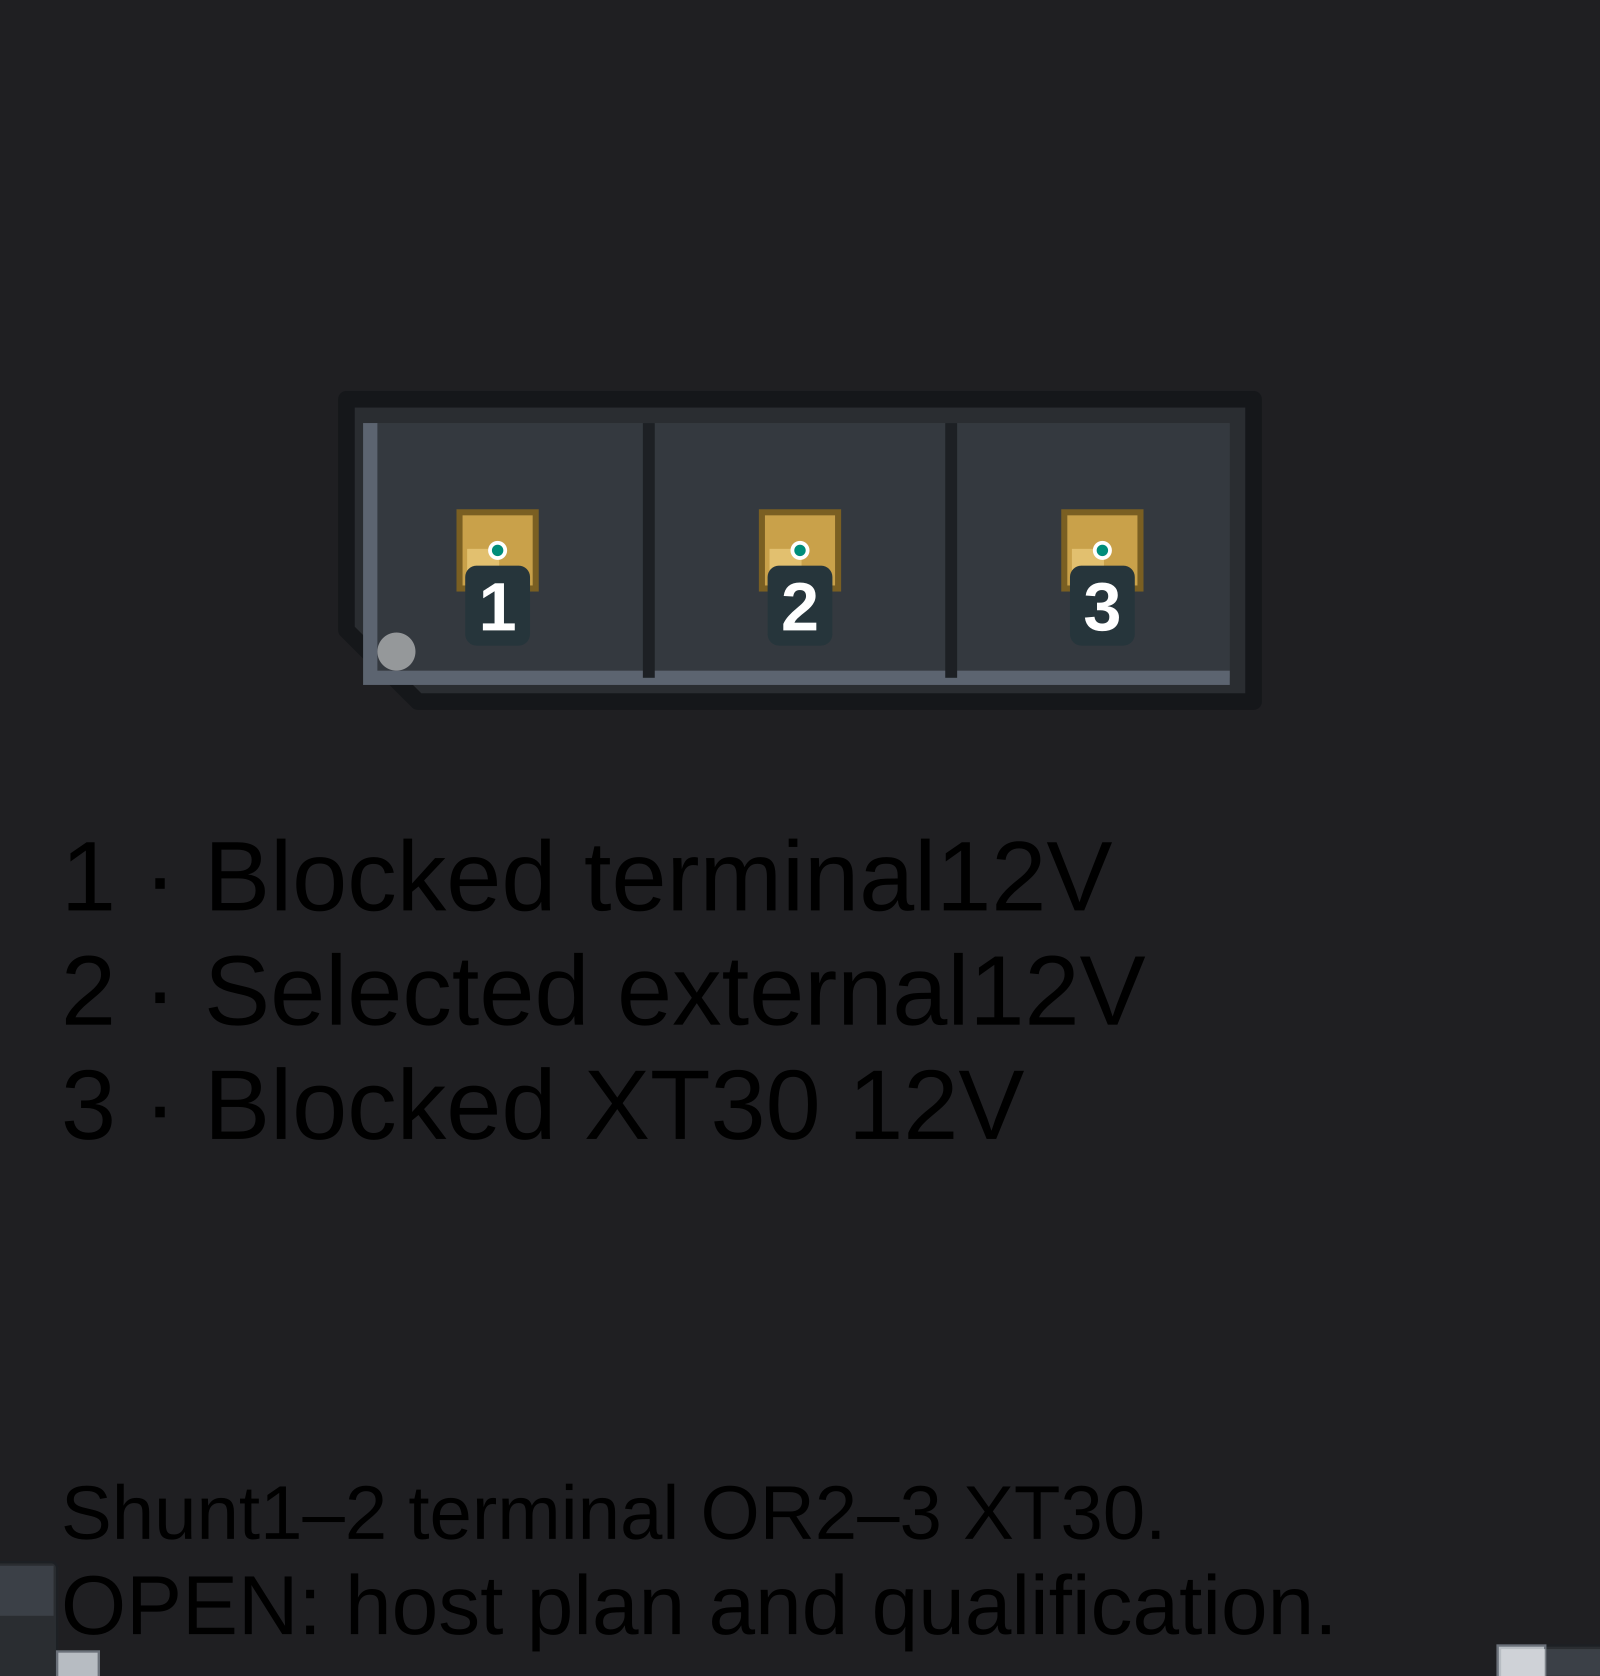 1 2 3
1 · Blocked terminal12V
2 · Selected external12V
3 · Blocked XT30 12V
Shunt1–2 terminal OR2–3 XT30.
OPEN: host plan and qualification.